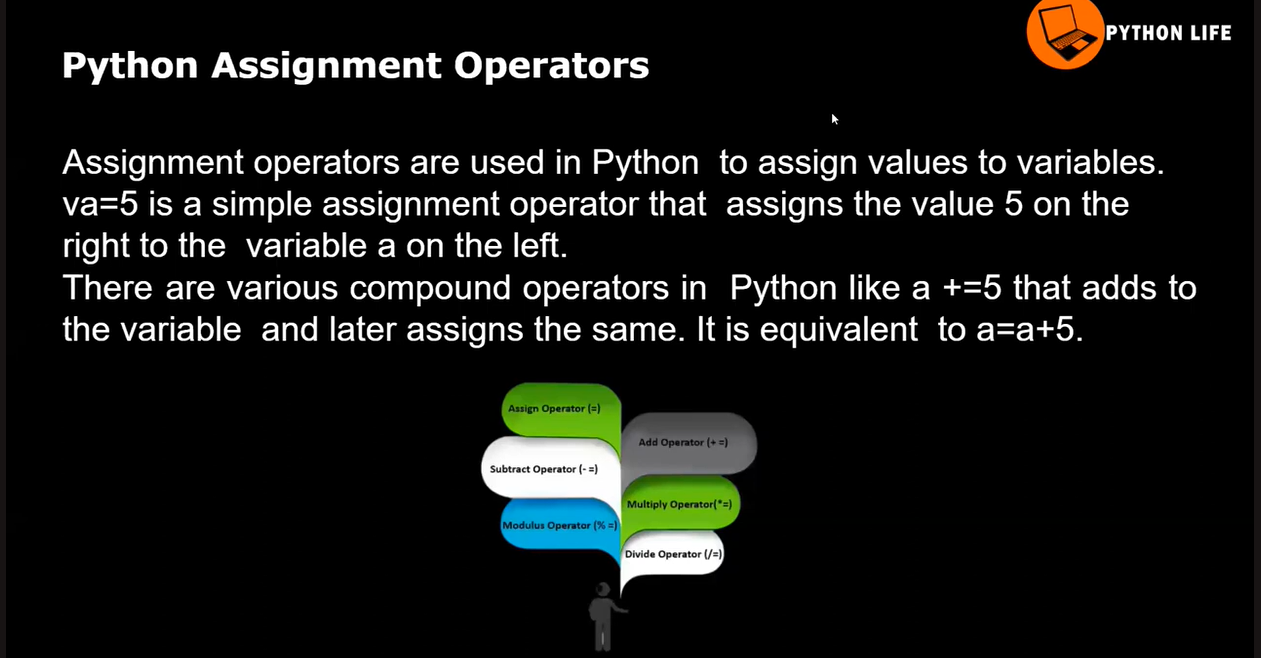 PYTHON LIFE
Python Assignment Operators
Assignment operators are used in Python to assign values to variables.
va=5 is a simple assignment operator that assigns the value 5 on the
right to the variable a on the left.
There are various compound operators in Python like a +=5 that adds to
the variable and later assigns the same. It is equivalent to a=a+5.
Assign Operator (=)
Add Operator (+ =)
Subtract Operator (- =)
Multiply Operator(*=)
Modulus Operator (% =)
Divide Operator (/=)